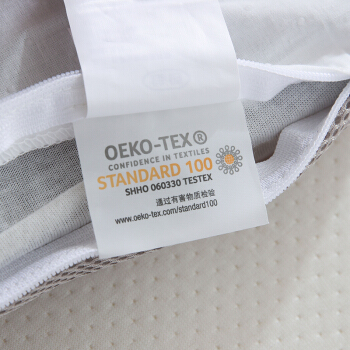 OEKO-TEX®
CONFIDENCE IN TEXTILES
STANDARD 100
SHHO 060330 TESTEX
通过有害物质检验
www.oeko-tex.com/standard100